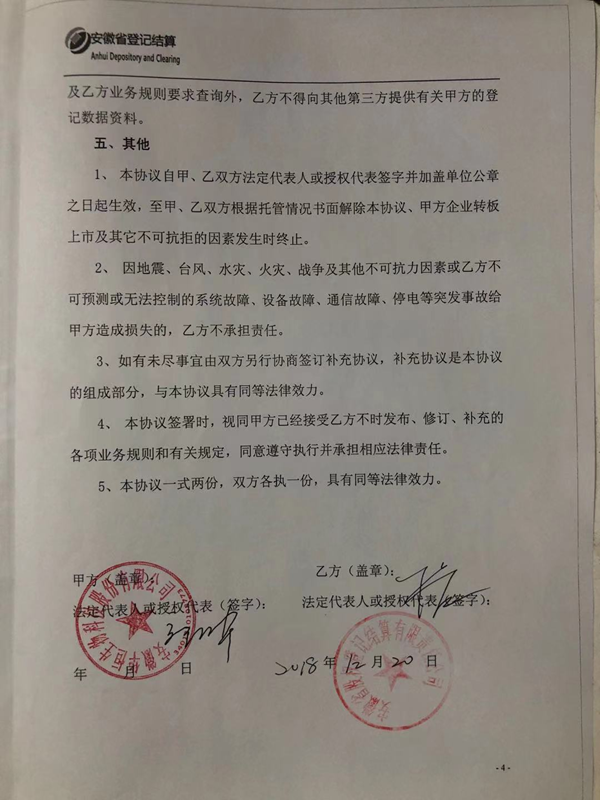 安徽省登记结算
Anhui Depository and Clearing
及乙方业务规则要求查询外，乙方不得向其他第三方提供有关甲方的登
记数据资料。
五、其他
1、 本协议自甲、乙双方法定代表人或授权代表签字并加盖单位公章
之日起生效，至甲、乙双方根据托管情况书面解除本协议、甲方企业转板
上市及其它不可抗拒的因素发生时终止。
2、 因地震、台风、水灾、火灾、战争及其他不可抗力因素或乙方不
可预测或无法控制的系统故障、设备故障、通信故障、停电等突发事故给
甲方造成损失的，乙方不承担责任。
3、如有未尽事宜由双方另行协商签订补充协议，补充协议是本协议
的组成部分，与本协议具有同等法律效力。
4、 本协议签署时，视同甲方已经接受乙方不时发布、修订、补充的
各项业务规则和有关规定，同意遵守执行并承担相应法律责任。
5、本协议一式两份，双方各执一份，具有同等法律效力。
甲方（盖章）：
乙方（盖章）：
法定代表人或授权代表（签字）：
法定代表人或授权代表（签字）：
年 月 日
2018年 12月 20日
-4-